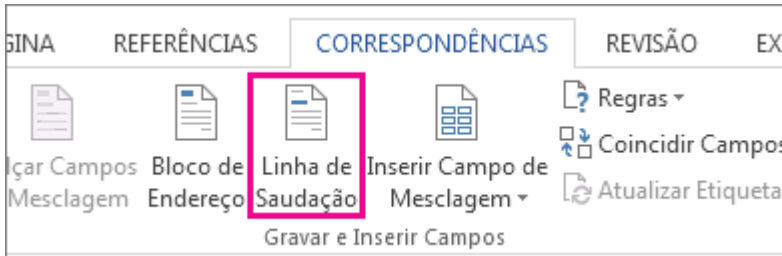 GINA REFERÊNCIAS CORRESPONDÊNCIAS REVISÃO EX
lçar Campos Bloco de Linha de Inserir Campo de Regras
Mesclagem Endereço Saudação Mesclagem Coincidir Campos
Atualizar Etiqueta
Gravar e Inserir Campos